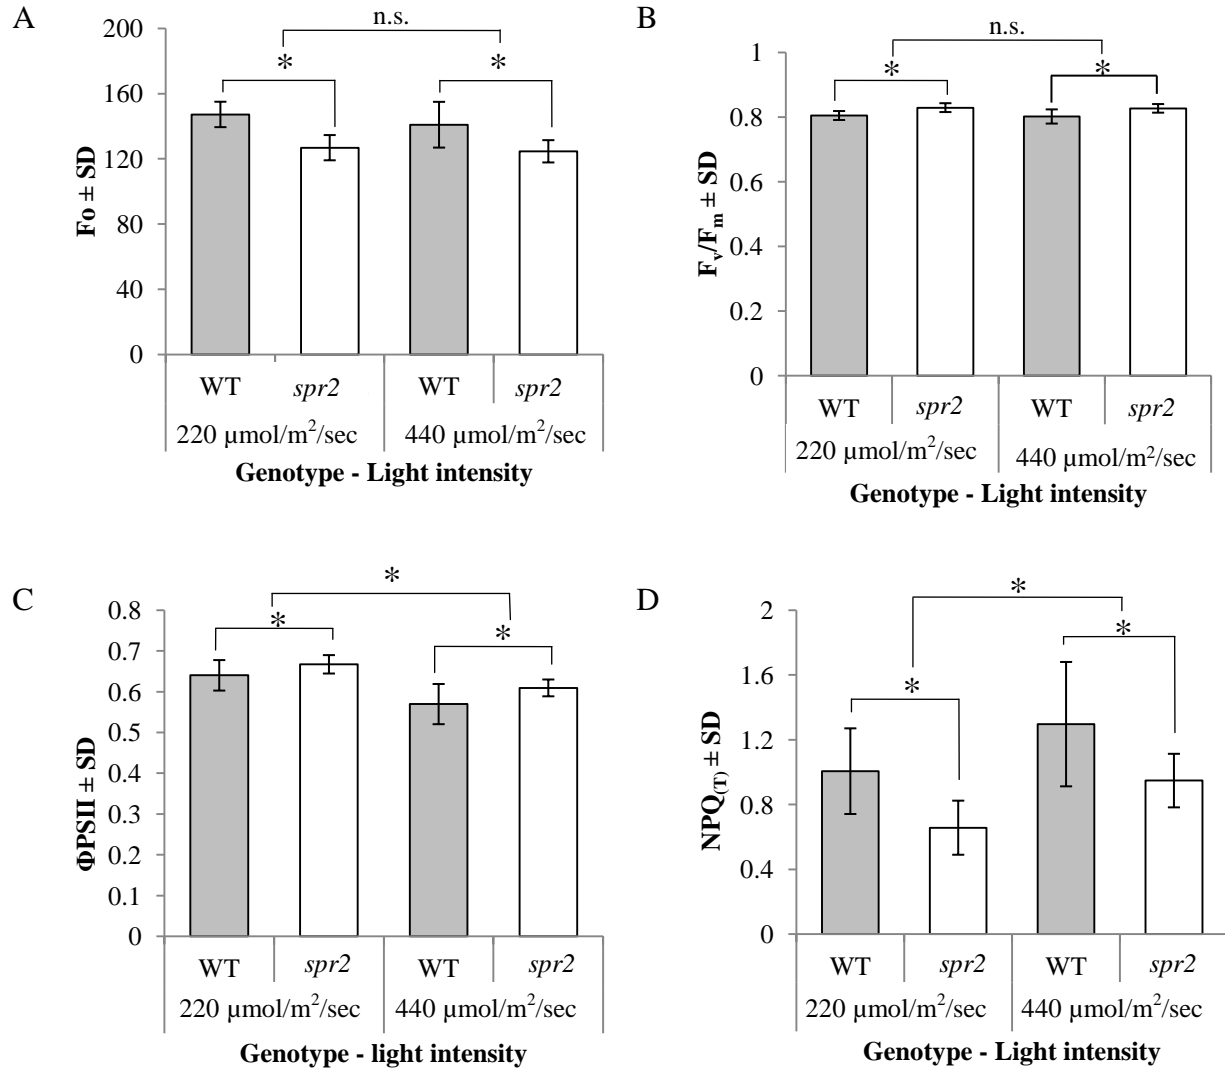 A
n.s.
*
*
200
160
120
80
40
0
Fo ± SD
WT
spr2
WT
spr2
220 µmol/m²/sec
440 µmol/m²/sec
Genotype - Light intensity
B
n.s.
*
*
1
0.8
0.6
0.4
0.2
0
Fv/Fm ± SD
WT
spr2
WT
spr2
220 µmol/m²/sec
440 µmol/m²/sec
Genotype - Light intensity
C
*
*
*
0.8
0.7
0.6
0.5
0.4
0.3
0.2
0.1
0
ΦPSII ± SD
WT
spr2
WT
spr2
220 µmol/m²/sec
440 µmol/m²/sec
Genotype - light intensity
D
*
*
*
2
1.6
1.2
0.8
0.4
0
NPQ(T) ± SD
WT
spr2
WT
spr2
220 µmol/m²/sec
440 µmol/m²/sec
Genotype - Light intensity